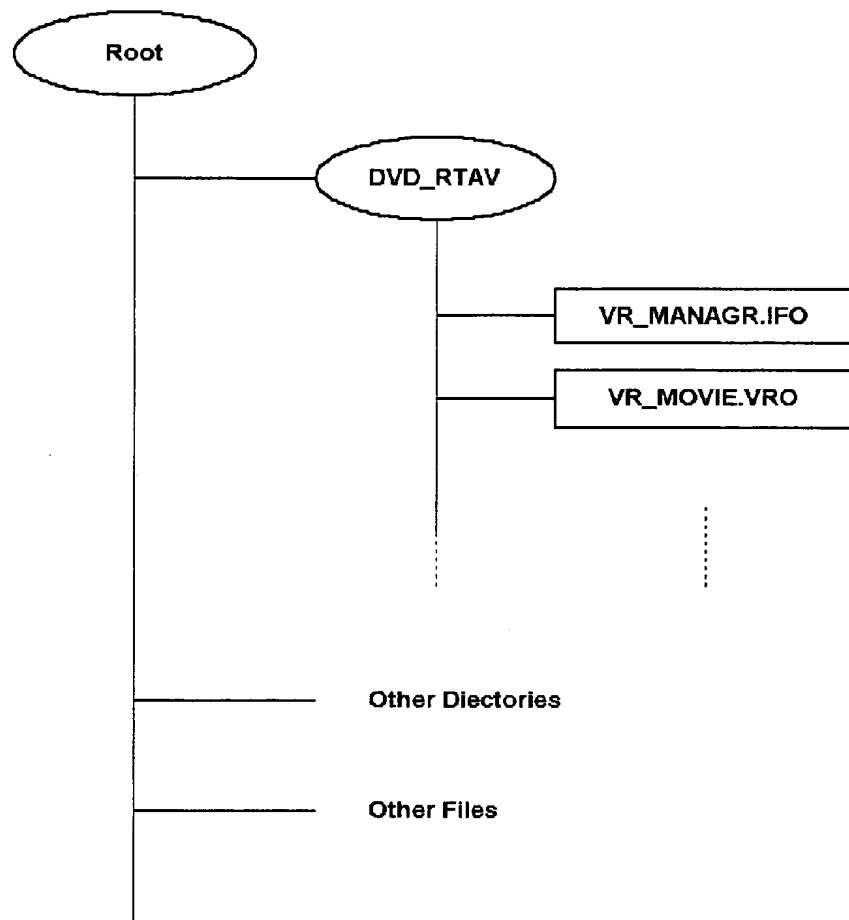 Root
DVD_RTAV
VR_MANAGR.IFO
VR_MOVIE.VRO
Other Diectories
Other Files